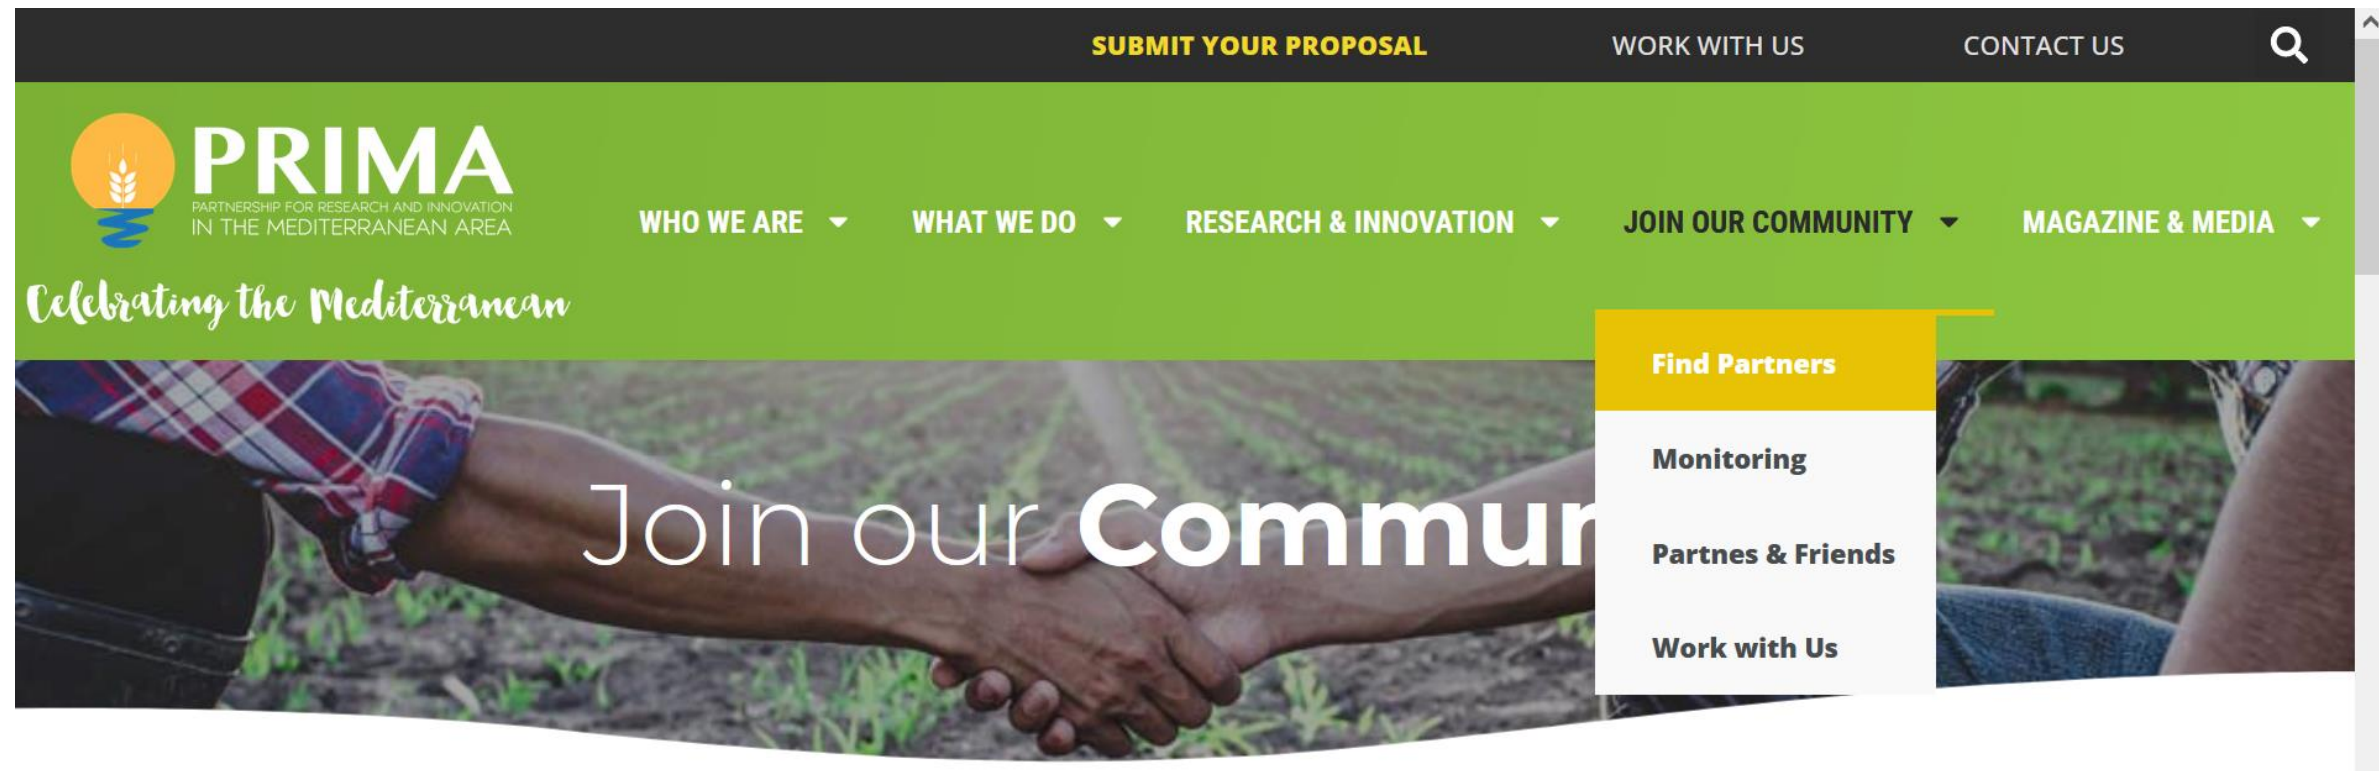 SUBMIT YOUR PROPOSAL WORK WITH US CONTACT US
PRIMA
PARTNERSHIP FOR RESEARCH AND INNOVATION
IN THE MEDITERRANEAN AREA
Celebrating the Mediterranean
WHO WE ARE WHAT WE DO RESEARCH & INNOVATION JOIN OUR COMMUNITY MAGAZINE & MEDIA
Find Partners
Monitoring
Partnes & Friends
Work with Us
Join our Commun